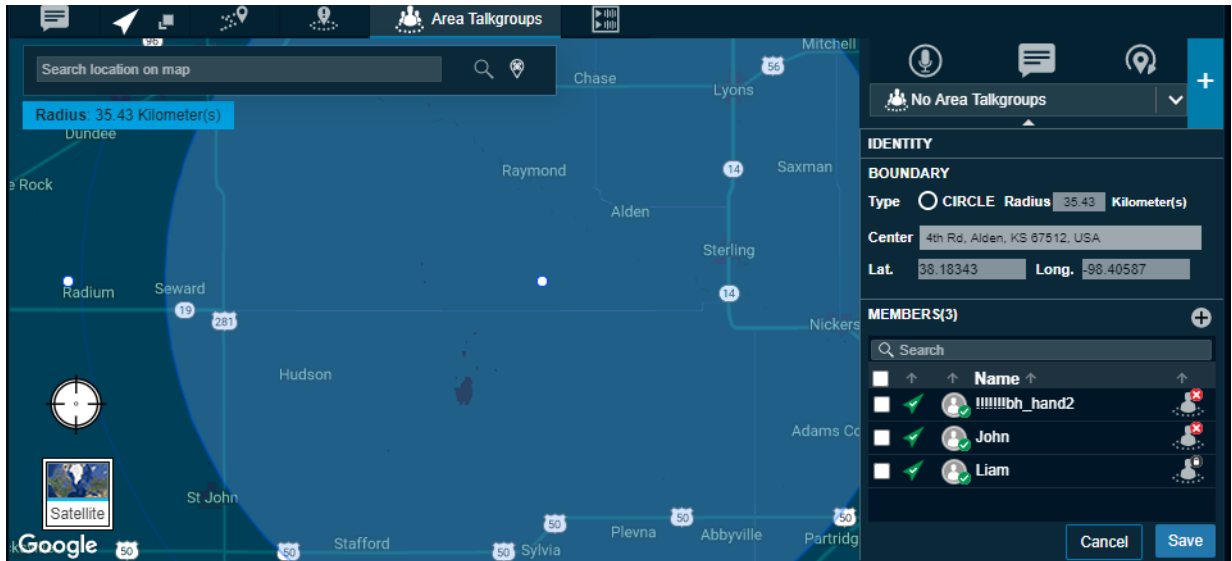 Area Talkgroups
96
Mitchell
Search location on map
56
Chase
Lyons
Radius: 35.43 Kilometer(s)
Dundee
Raymond
14
Saxman
e Rock
Alden
Sterling
Radium
Seward
14
19
281
Nickers
Hudson
Adams Co
St John
Satellite
Google
50
50
Stafford
50
Sylvia
50
Plevna
50
Abbyville
50
Partridg
No Area Talkgroups
+
IDENTITY
BOUNDARY
Type CIRCLE Radius 35.43 Kilometer(s)
Center 4th Rd, Alden, KS 67512, USA
Lat. 38.18343 Long. -98.40587
MEMBERS(3)
Search
Name
!!!!!!!bh_hand2
John
Liam
Cancel Save